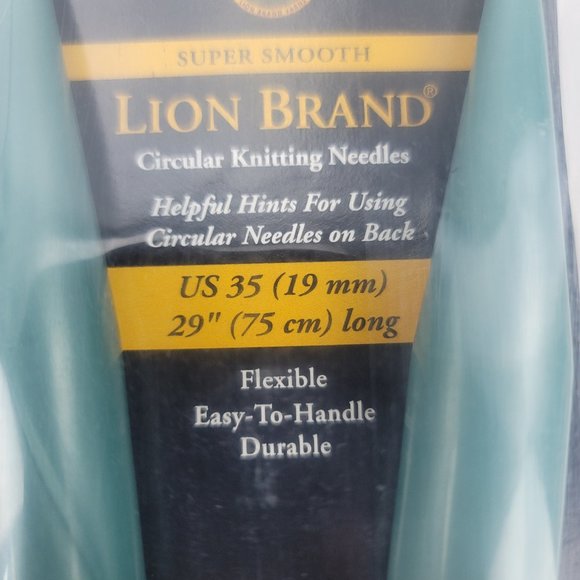 SUPER SMOOTH
LION BRAND®
Circular Knitting Needles
Helpful Hints For Using
Circular Needles on Back
US 35 (19 mm)
29" (75 cm) long
Flexible
Easy-To-Handle
Durable